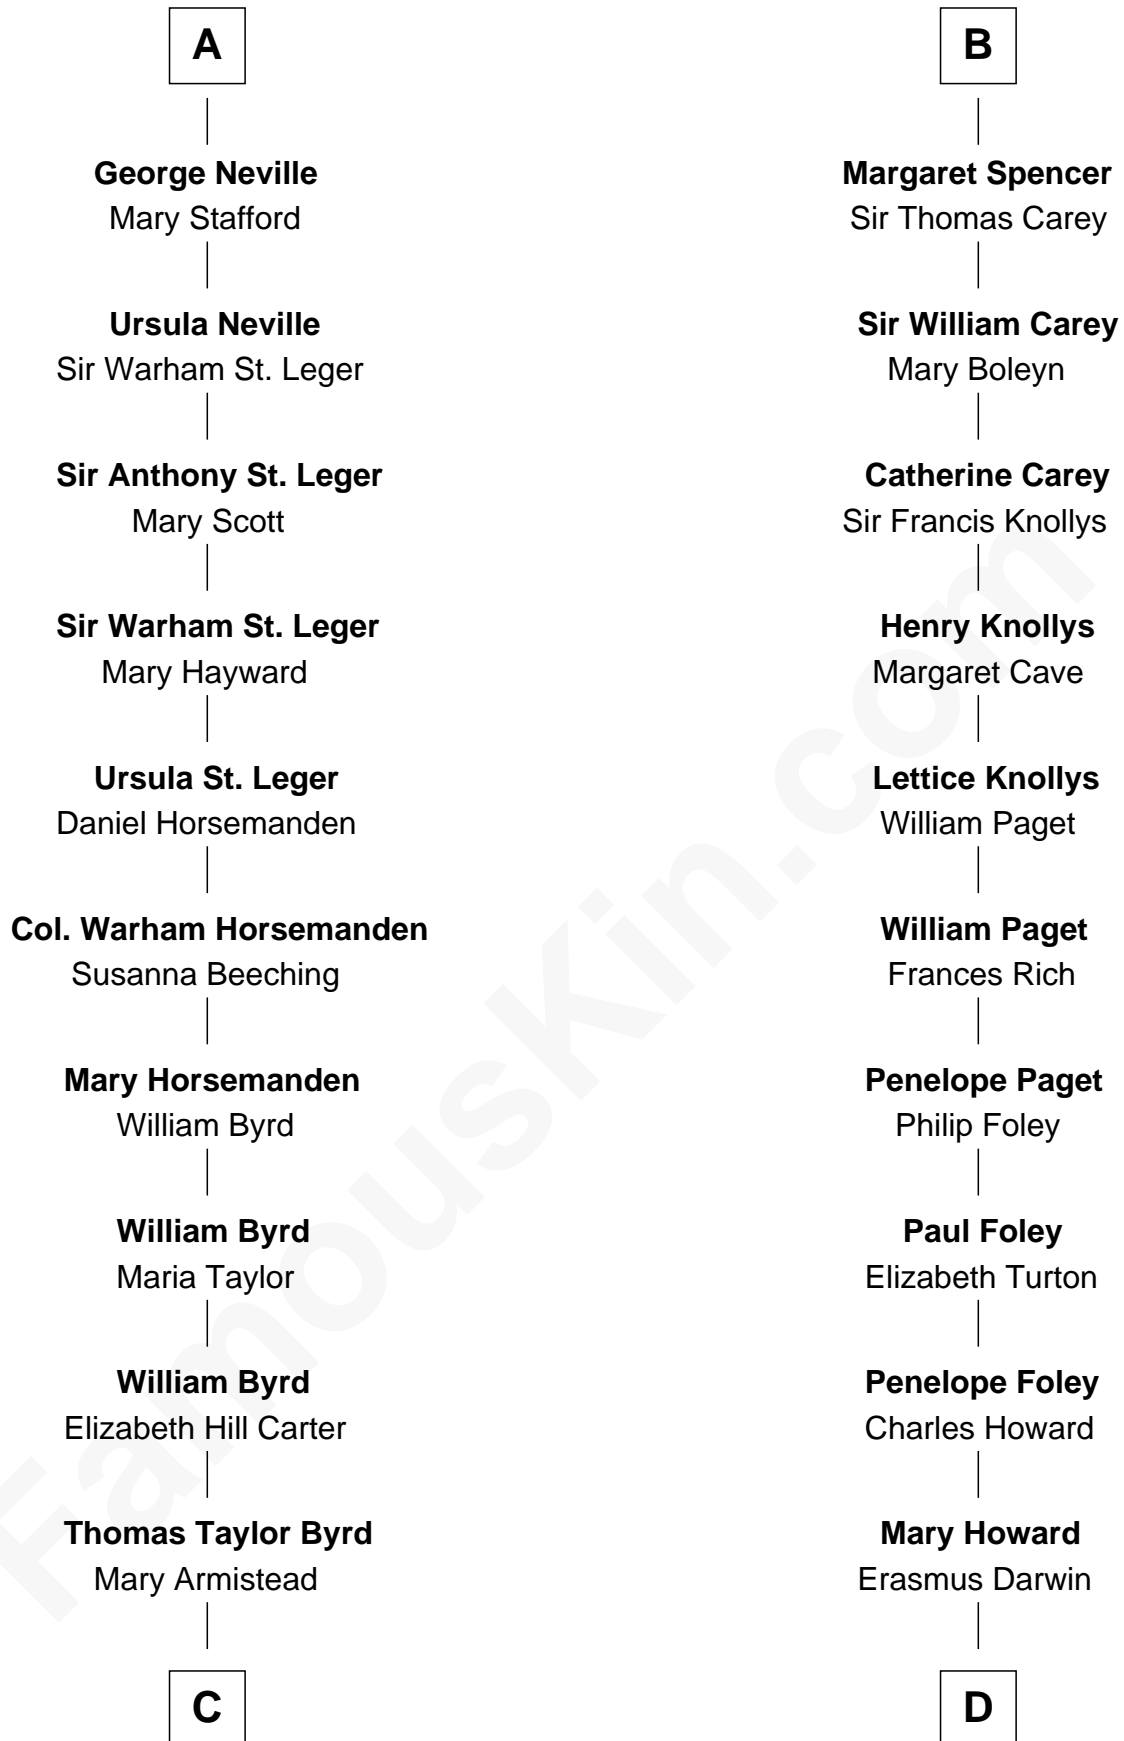 A
George Neville
Mary Stafford
Ursula Neville
Sir Warham St. Leger
Sir Anthony St. Leger
Mary Scott
Sir Warham St. Leger
Mary Hayward
Ursula St. Leger
Daniel Horsemanden
Col. Warham Horsemanden
Susanna Beeching
Mary Horsemanden
William Byrd
William Byrd
Maria Taylor
William Byrd
Elizabeth Hill Carter
Thomas Taylor Byrd
Mary Armistead
C
B
Margaret Spencer
Sir Thomas Carey
Sir William Carey
Mary Boleyn
Catherine Carey
Sir Francis Knollys
Henry Knollys
Margaret Cave
Lettice Knollys
William Paget
William Paget
Frances Rich
Penelope Paget
Philip Foley
Paul Foley
Elizabeth Turton
Penelope Foley
Charles Howard
Mary Howard
Erasmus Darwin
D
FamousKin.com